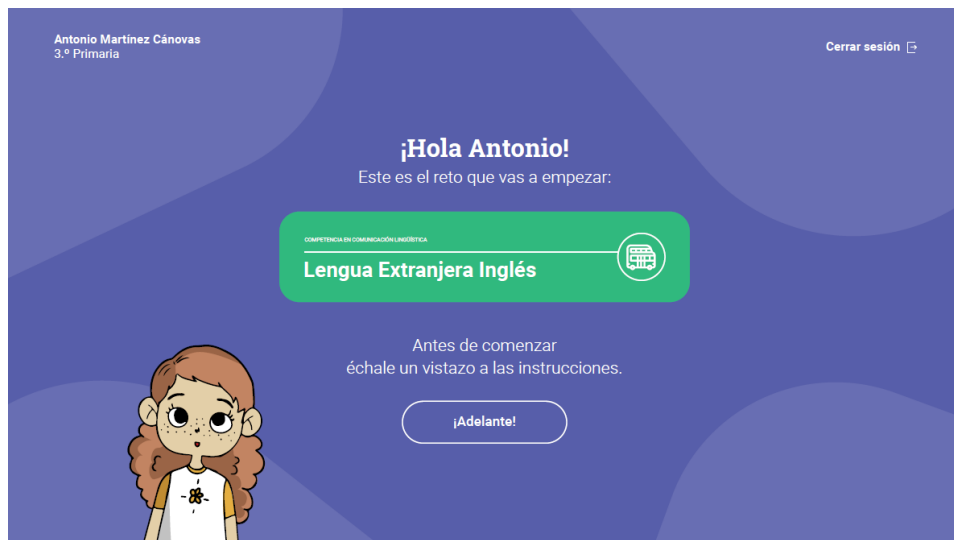 Antonio Martínez Cánovas
3.º Primaria
Cerrar sesión
¡Hola Antonio!
Este es el reto que vas a empezar:
COMPETENCIA EN COMUNICACIÓN LINGÜÍSTICA
Lengua Extranjera Inglés
Antes de comenzar
échale un vistazo a las instrucciones.
¡Adelante!